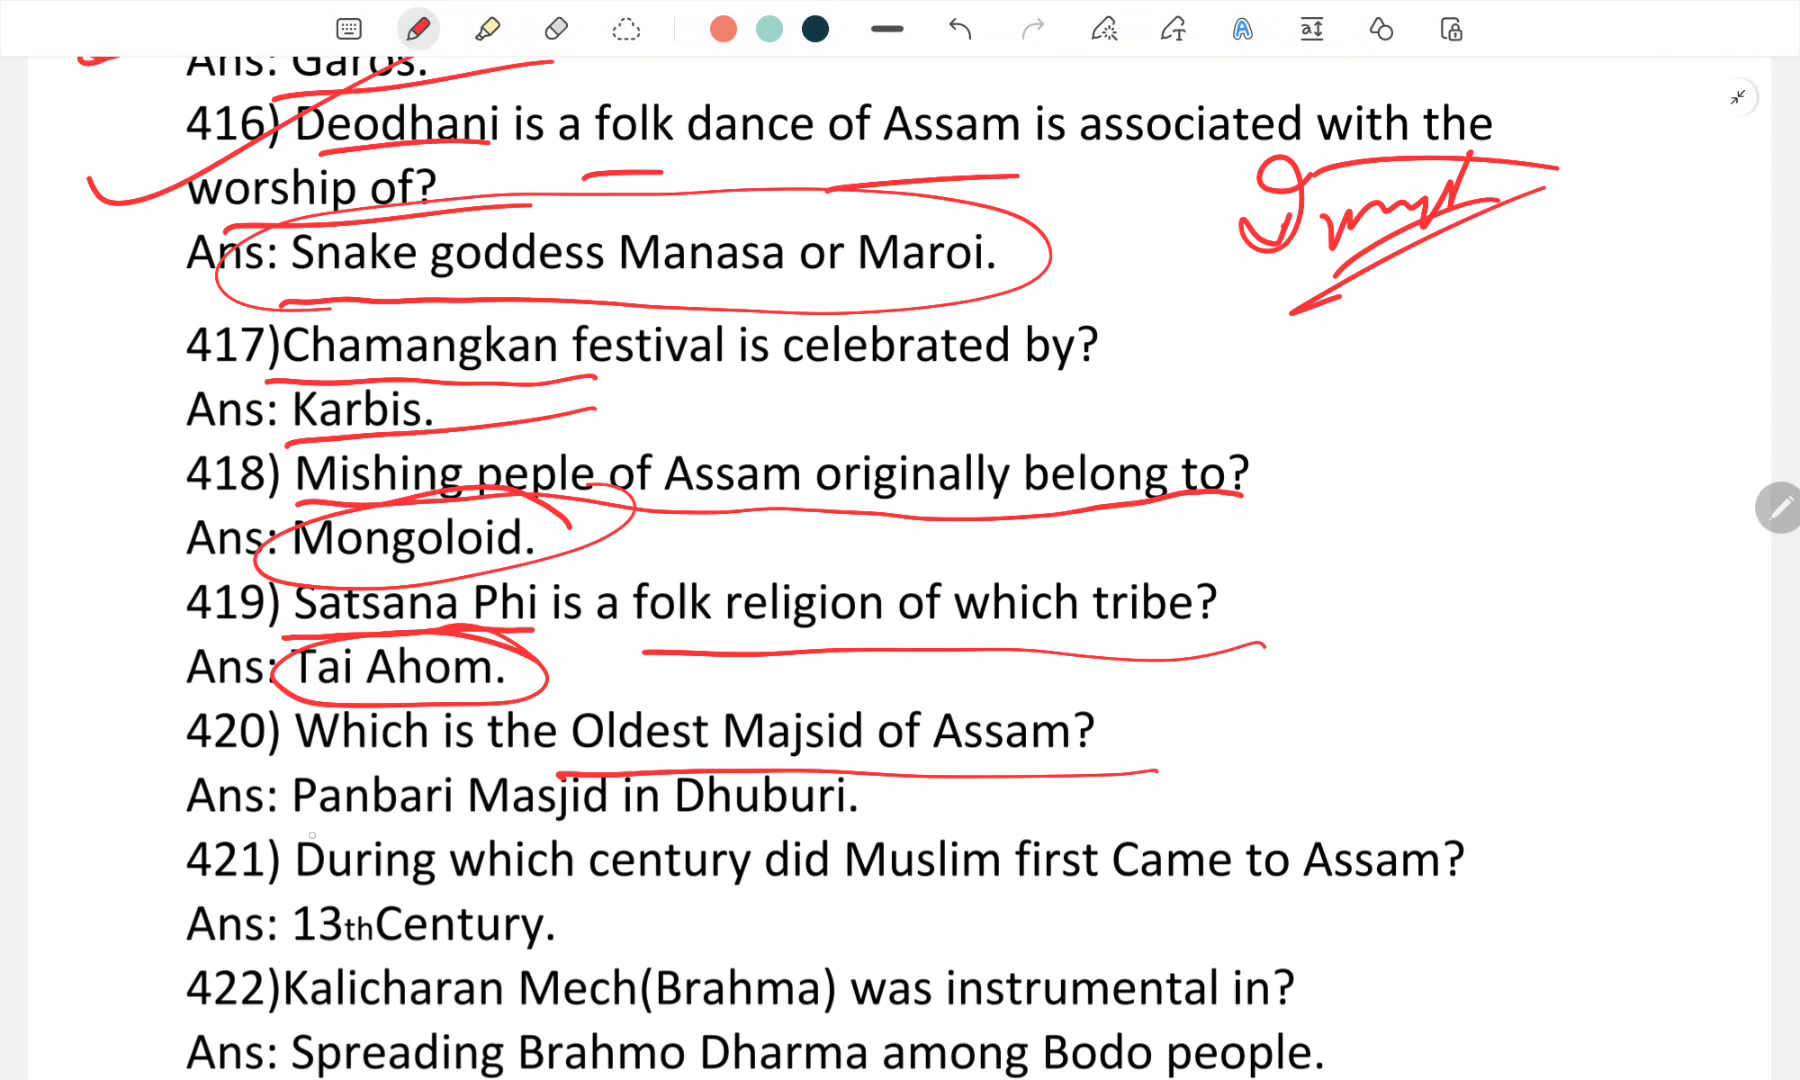 Ans: Garos.
416) Deodhani is a folk dance of Assam is associated with the
worship of?
Ans: Snake goddess Manasa or Maroi.
417)Chamangkan festival is celebrated by?
Ans: Karbis.
418) Mishing peple of Assam originally belong to?
Ans: Mongoloid.
419) Satsana Phi is a folk religion of which tribe?
Ans: Tai Ahom.
420) Which is the Oldest Majsid of Assam?
Ans: Panbari Masjid in Dhuburi.
421) During which century did Muslim first Came to Assam?
Ans: 13thCentury.
422)Kalicharan Mech(Brahma) was instrumental in?
Ans: Spreading Brahmo Dharma among Bodo people.